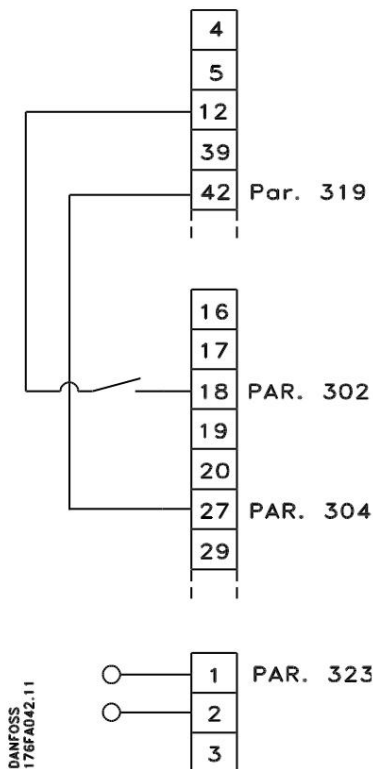 4
5
12
39
42 Par. 319
16
17
18 PAR. 302
19
20
27 PAR. 304
29
1 PAR. 323
2
3
DANFOSS
176FA042.11